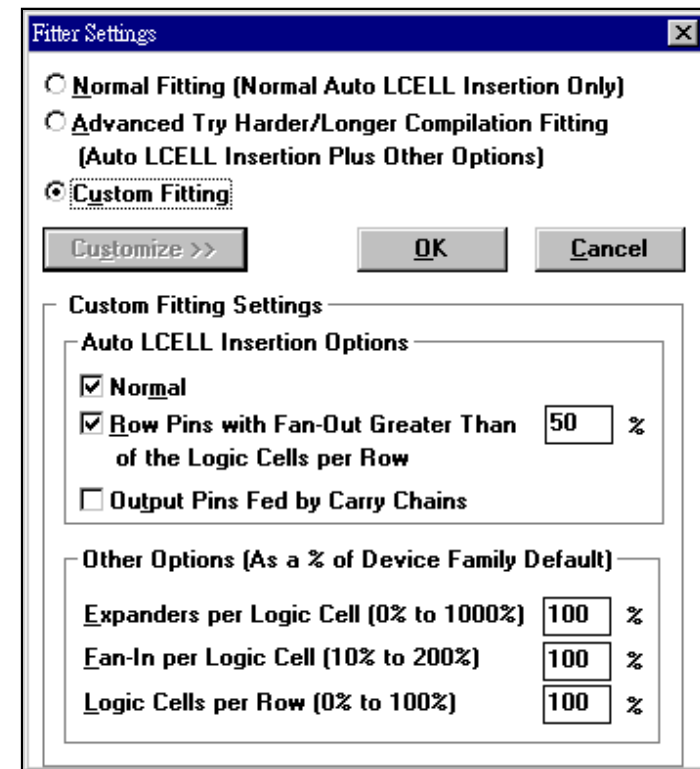 Fitter Settings
Normal Fitting (Normal Auto LCELL Insertion Only)
Advanced Try Harder/Longer Compilation Fitting
(Auto LCELL Insertion Plus Other Options)
Custom Fitting
Customize >> OK Cancel
Custom Fitting Settings
Auto LCELL Insertion Options
Normal
Row Pins with Fan-Out Greater Than 50 %
of the Logic Cells per Row
Output Pins Fed by Carry Chains
Other Options (As a % of Device Family Default)
Expanders per Logic Cell (0% to 1000%) 100 %
Fan-In per Logic Cell (10% to 200%) 100 %
Logic Cells per Row (0% to 100%) 100 %